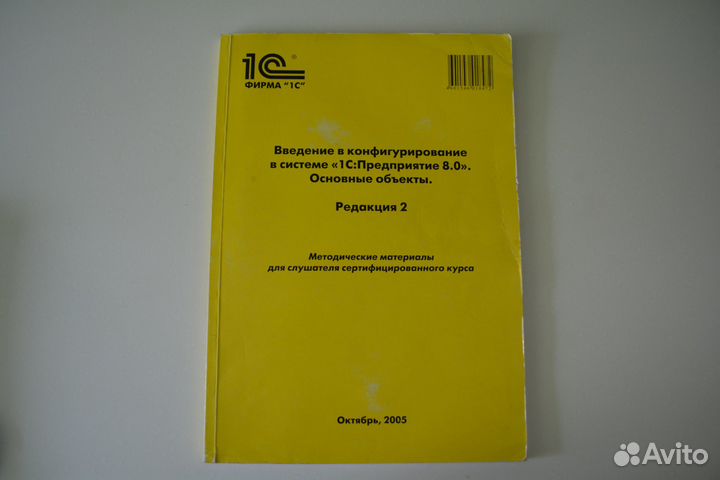 1С®
ФИРМА "1С"
Введение в конфигурирование
в системе «1С:Предприятие 8.0».
Основные объекты.
Редакция 2
Методические материалы
для слушателя сертифицированного курса
Октябрь, 2005
Avito